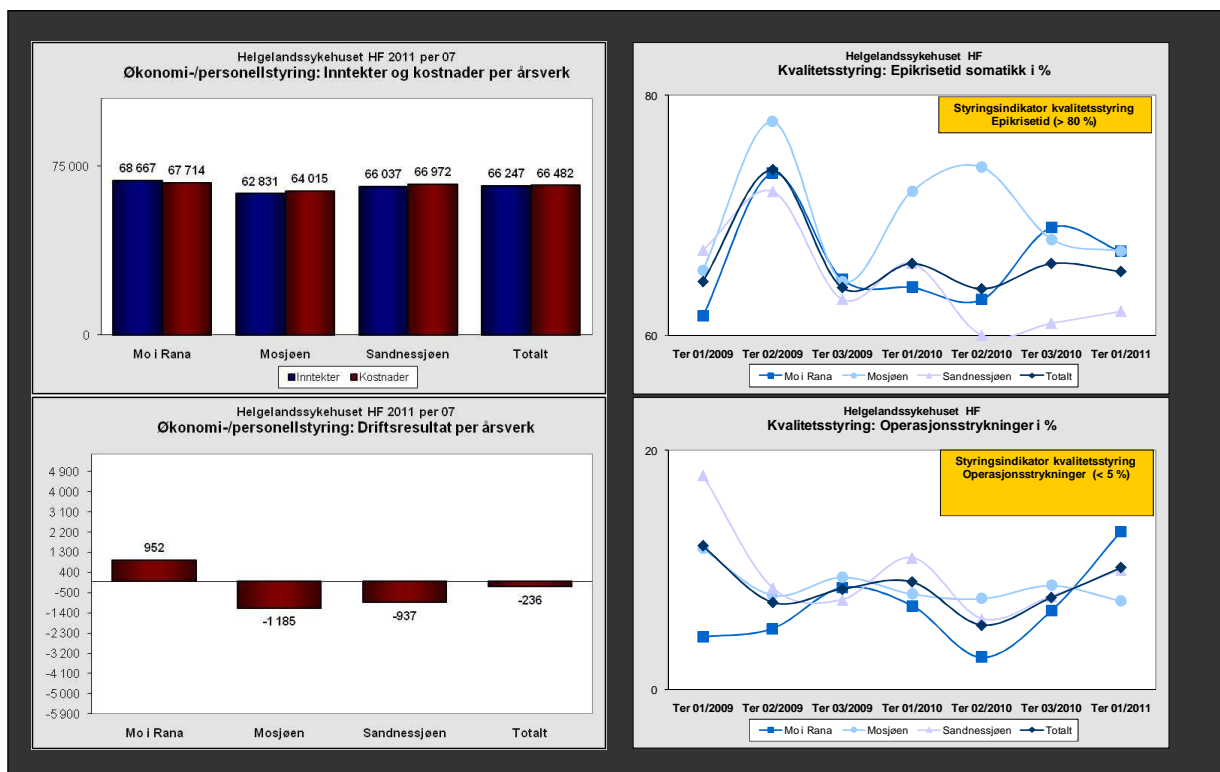 Helgelandssykehuset HF 2011 per 07
Økonomi-/personellstyring: Inntekter og kostnader per årsverk
75 000
0
68 667 67 714
62 831 64 015
66 037 66 972
66 247 66 482
Mo i Rana Mosjøen Sandnessjøen Totalt
Inntekter Kostnader
Helgelandssykehuset HF
Kvalitetsstyring: Epikrisetid somatikk i %
80
60
Styringsindikator kvalitetsstyring
Epikrisetid (> 80 %)
Ter 01/2009 Ter 02/2009 Ter 03/2009 Ter 01/2010 Ter 02/2010 Ter 03/2010 Ter 01/2011
Mo i Rana Mosjøen Sandnessjøen Totalt
Helgelandssykehuset HF 2011 per 07
Økonomi-/personellstyring: Driftsresultat per årsverk
4 900
4 000
3 100
2 200
1 300
400
-500
-1 400
-2 300
-3 200
-4 100
-5 000
-5 900
952
-1 185
-937
-236
Mo i Rana Mosjøen Sandnessjøen Totalt
Helgelandssykehuset HF
Kvalitetsstyring: Operasjonsstrykninger i %
20
0
Styringsindikator kvalitetsstyring
Operasjonsstrykninger (< 5 %)
Ter 01/2009 Ter 02/2009 Ter 03/2009 Ter 01/2010 Ter 02/2010 Ter 03/2010 Ter 01/2011
Mo i Rana Mosjøen Sandnessjøen Totalt